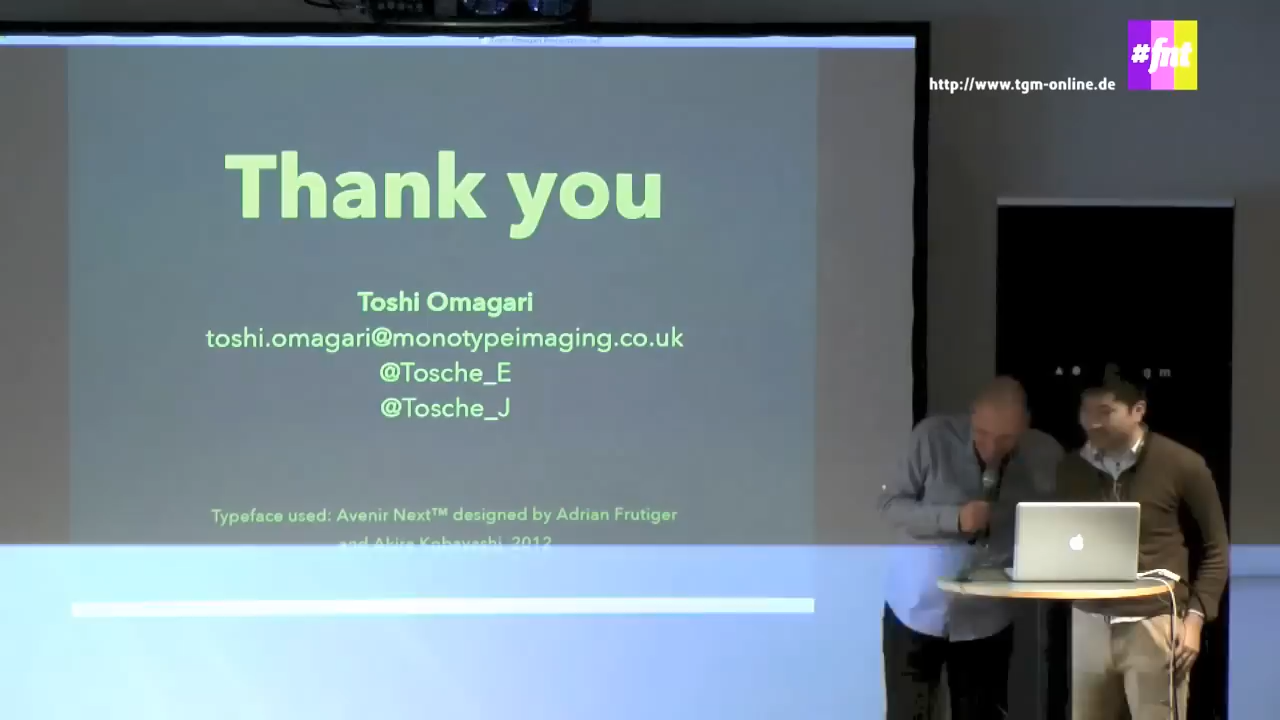 #fnt
http://www.tgm-online.de
Thank you
Toshi Omagari
toshi.omagari@monotypeimaging.co.uk
@Tosche_E
@Tosche_J
Typeface used: Avenir Next™ designed by Adrian Frutiger
and Akira Kobayashi, 2012